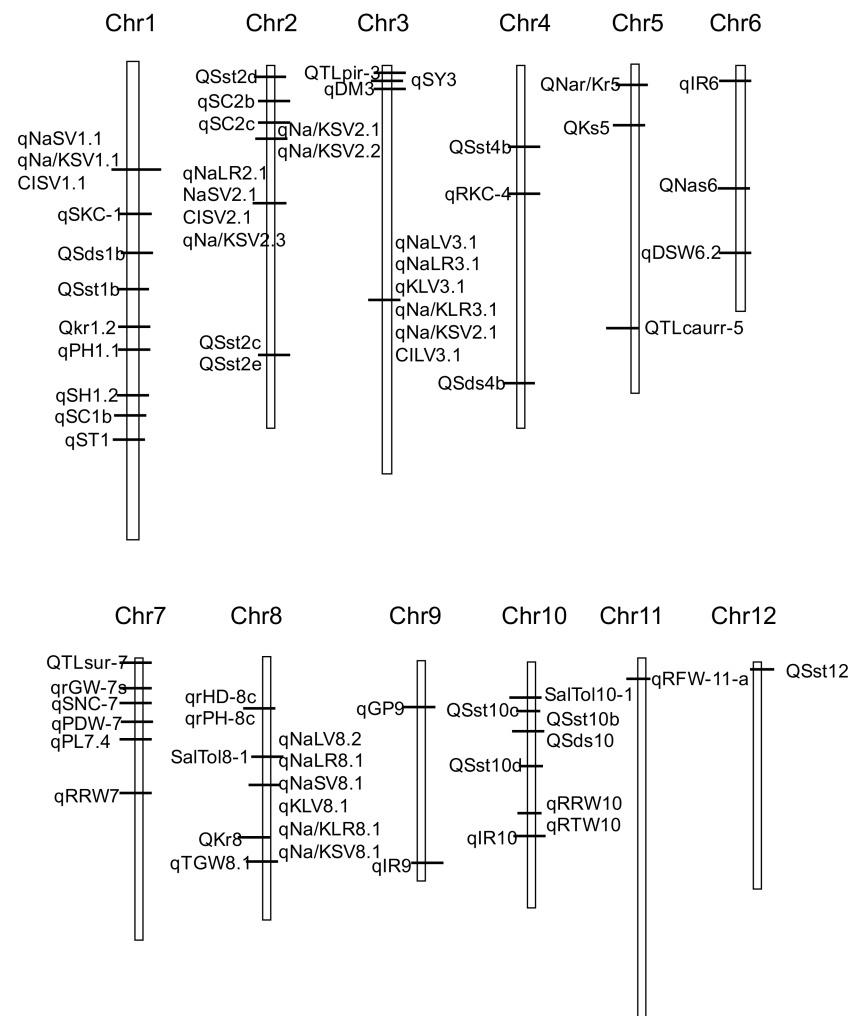 Chr1
Chr2
Chr3
Chr4
Chr5
Chr6
qNaSV1.1
qNa/KSV1.1
ClSV1.1
qSKC-1
QSds1b
QSst1b
Qkr1.2
qPH1.1
qSH1.2
qSC1b
qST1
QSst2d
qSC2b
qSC2c
qNa/KSV2.1
qNa/KSV2.2
qNaLR2.1
NaSV2.1
ClSV2.1
qNa/KSV2.3
QSst2c
QSst2e
QTLpir-3
qSY3
qDM3
qNaLV3.1
qNaLR3.1
qKLV3.1
qNa/KLR3.1
qNa/KSV2.1
ClLV3.1
QSst4b
qRKC-4
QSds4b
QNar/Kr5
QKs5
QTLcaurr-5
qIR6
QNas6
qDSW6.2
Chr7
Chr8
Chr9
Chr10
Chr11
Chr12
QTLsur-7
qrGW-7s
qSNC-7
qPDW-7
qPL7.4
qRRW7
qrHD-8c
qrPH-8c
SalTol8-1
qNaLV8.2
qNaLR8.1
qNaSV8.1
qKLV8.1
qNa/KLR8.1
qNa/KSV8.1
QKr8
qTGW8.1
qGP9
qIR9
SalTol10-1
QSst10c
QSst10b
QSds10
QSst10d
qRRW10
qRTW10
qIR10
qRFW-11-a
QSst12